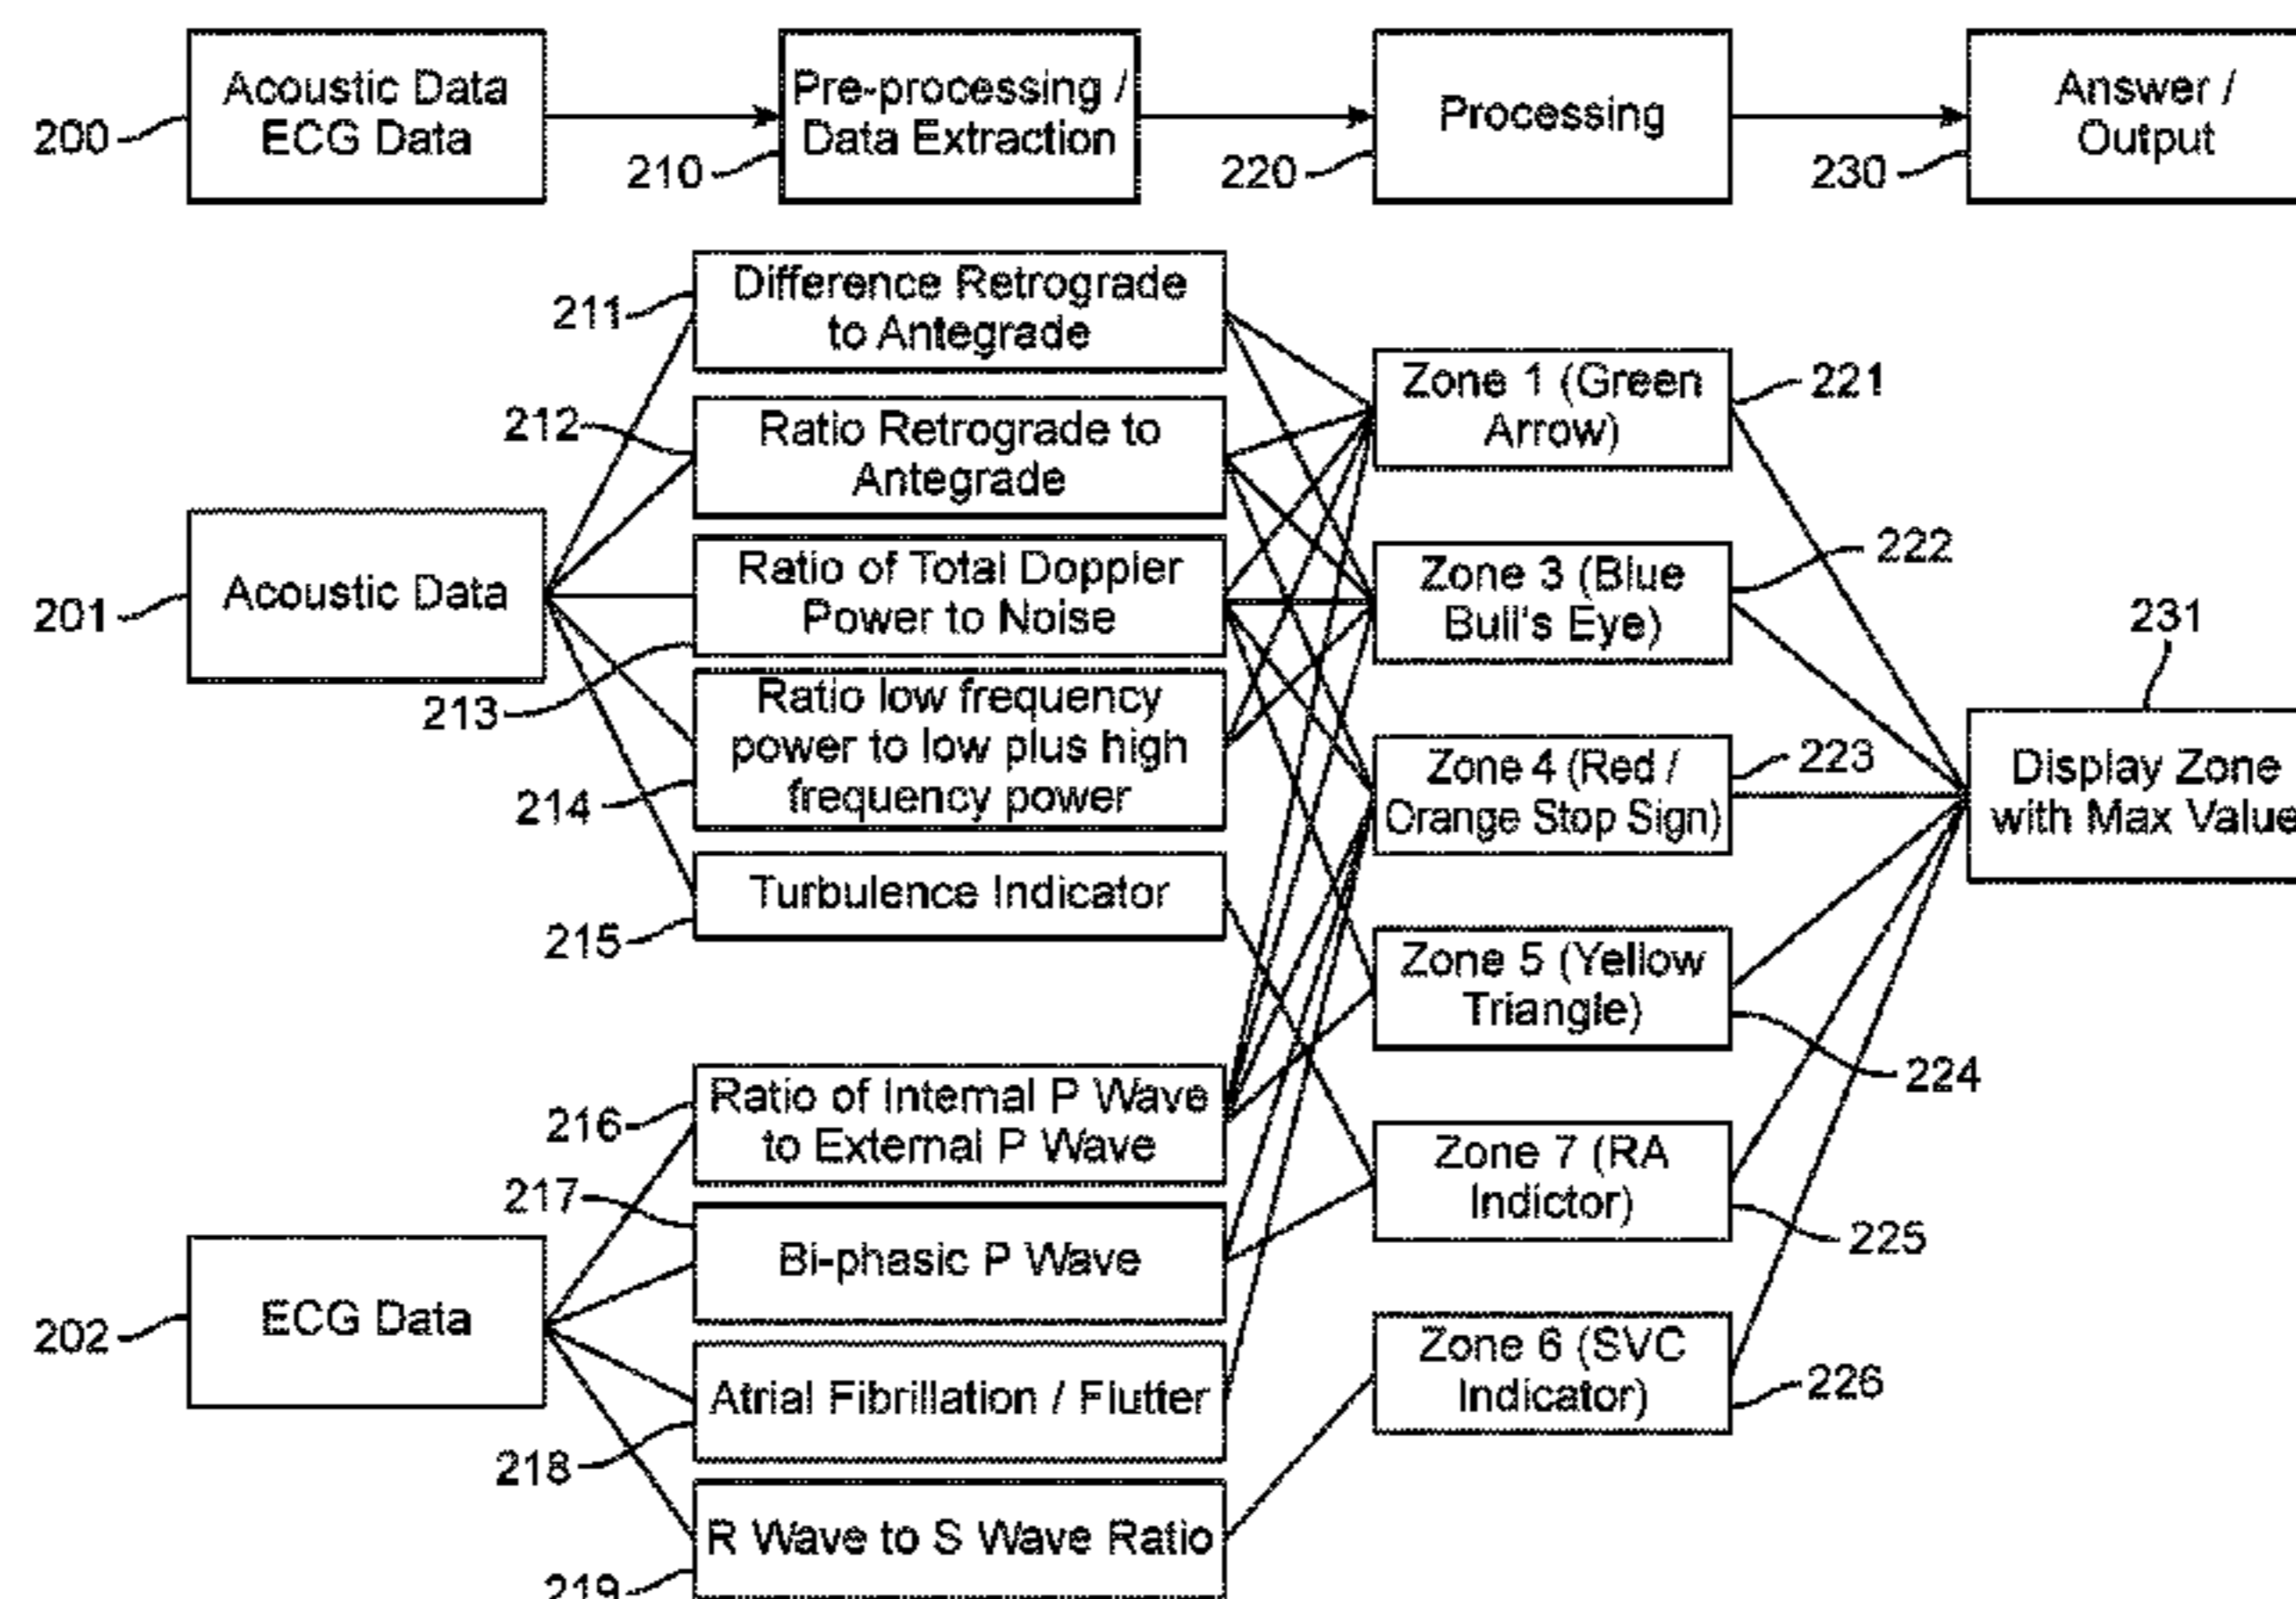 Acoustic Data
ECG Data
200
Pre-processing /
Data Extraction
210
Processing
220
Answer /
Output
230
Difference Retrograde
to Antegrade
211
Ratio Retrograde to
Antegrade
212
Ratio of Total Doppler
Power to Noise
213
Ratio low frequency
power to low plus high
frequency power
214
Turbulence Indicator
215
Acoustic Data
201
Ratio of Internal P Wave
to External P Wave
216
217
Bi-phasic P Wave
ECG Data
202
Atrial Fibrillation / Flutter
218
R Wave to S Wave Ratio
219
Zone 1 (Green
Arrow)
221
Zone 3 (Blue
Bull's Eye)
222
Zone 4 (Red /
Orange Stop Sign)
223
Zone 5 (Yellow
Triangle)
224
Zone 7 (RA
Indictor)
225
Zone 6 (SVC
Indicator)
226
231
Display Zone
with Max Value